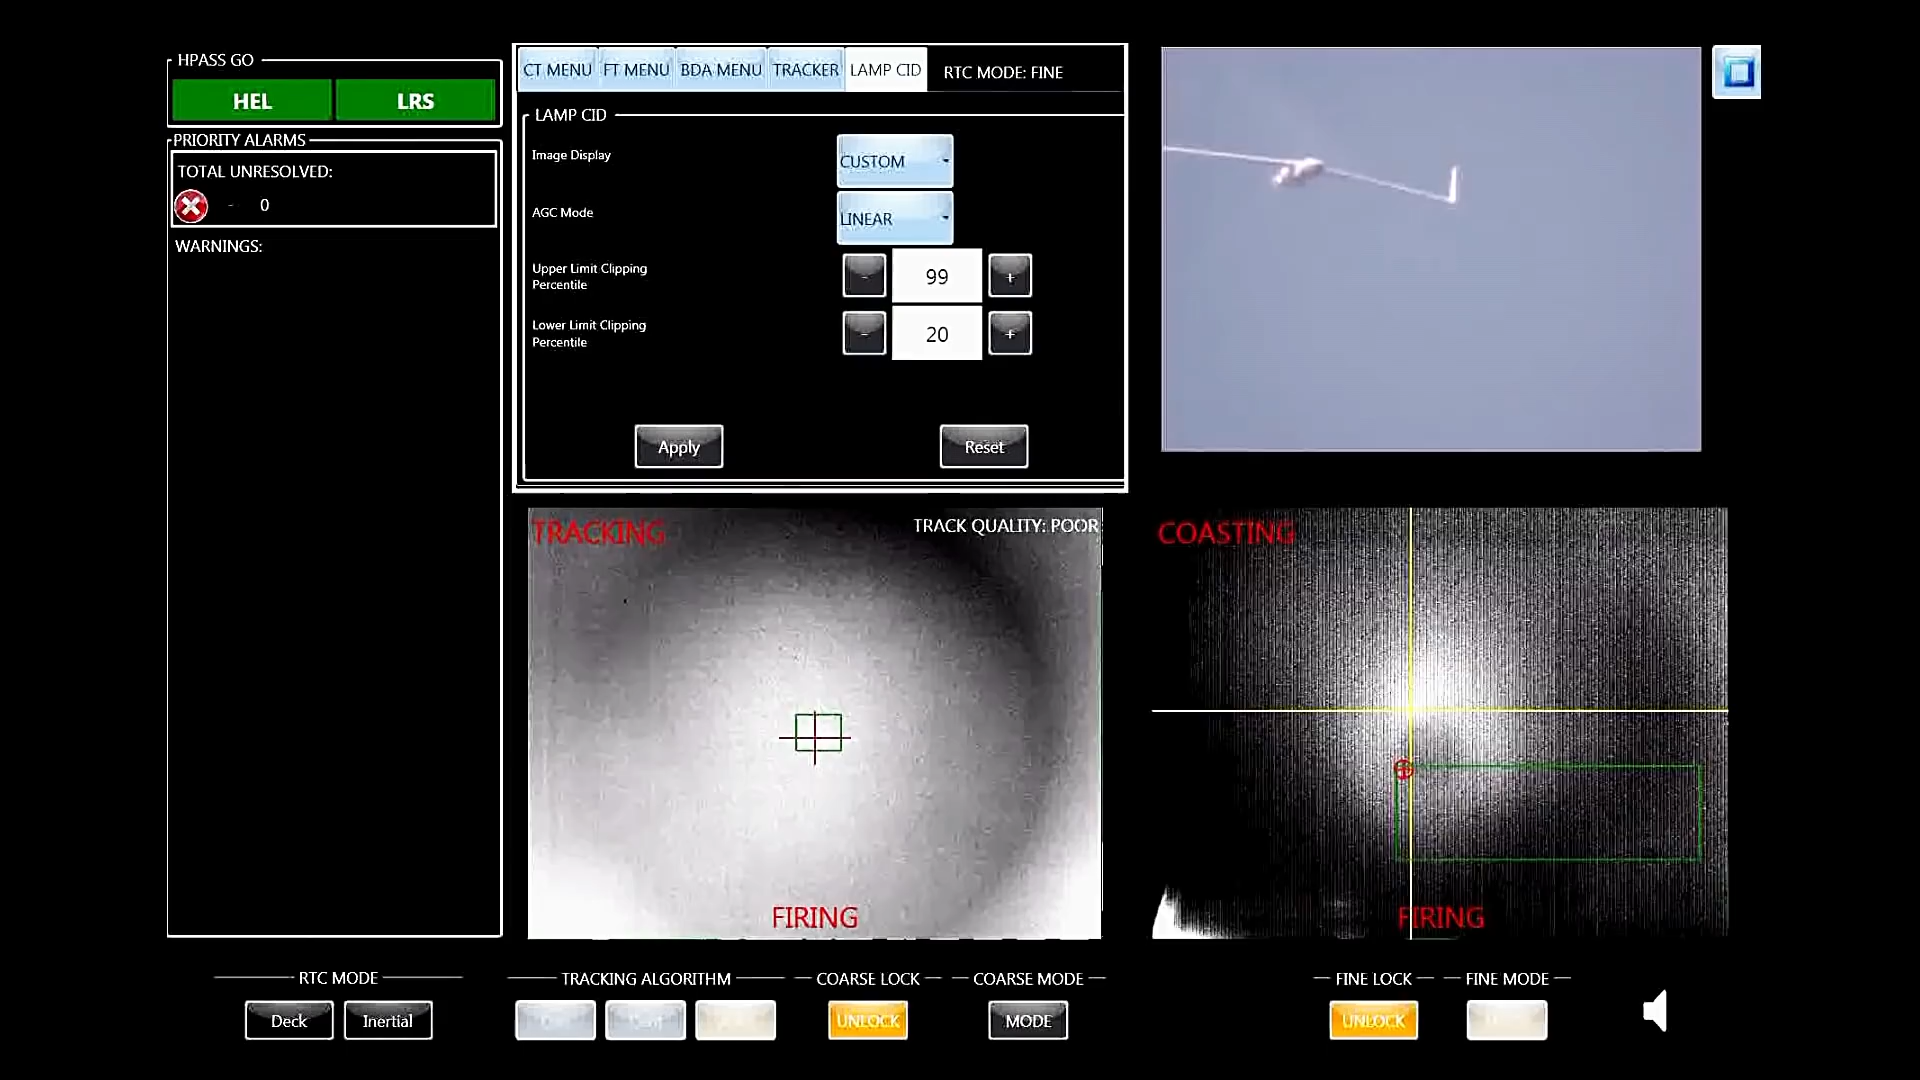 HPASS GO
HEL
LRS
PRIORITY ALARMS
TOTAL UNRESOLVED:
- 0
WARNINGS:
CT MENU
FT MENU
BDA MENU
TRACKER
LAMP CID
RTC MODE: FINE
LAMP CID
Image Display
CUSTOM
AGC Mode
LINEAR
Upper Limit Clipping
Percentile
- 99 +
Lower Limit Clipping
Percentile
- 20 +
Apply
Reset
TRACKING
TRACK QUALITY: POOR
FIRING
COASTING
FIRING
RTC MODE
Deck
Inertial
TRACKING ALGORITHM
COARSE LOCK
UNLOCK
COARSE MODE
MODE
FINE LOCK
UNLOCK
FINE MODE